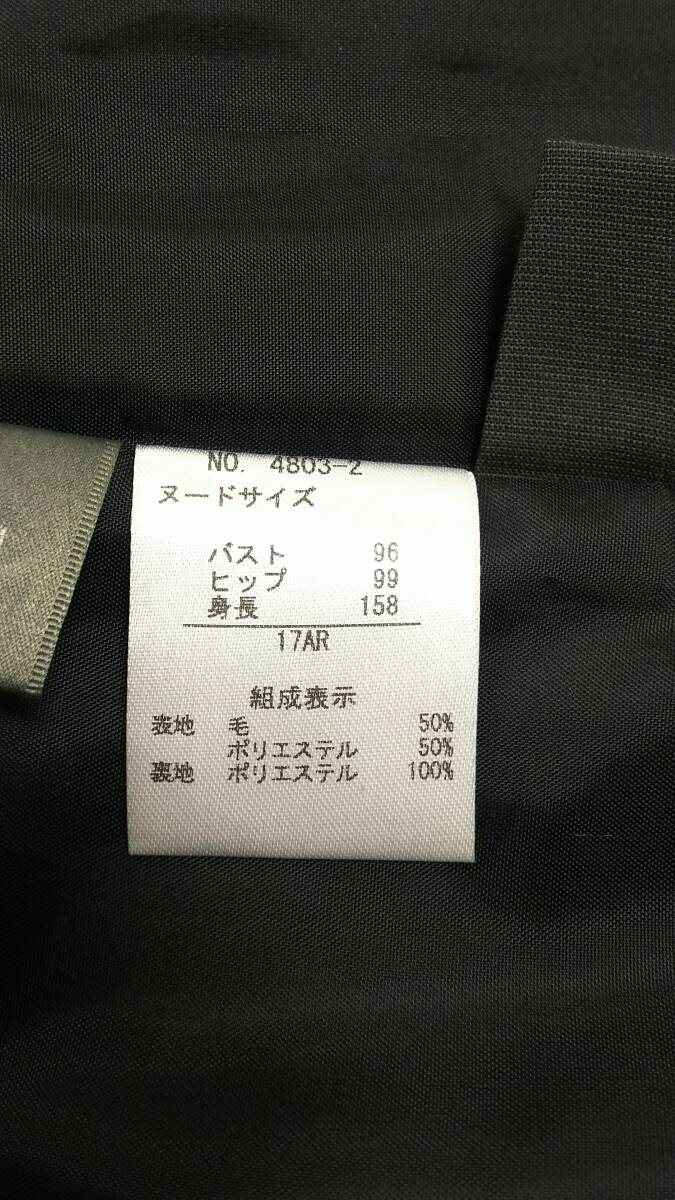 NO. 4803-2
ヌードサイズ
バスト 96
ヒップ 99
身長 158
17AR
組成表示
表地 毛 50%
ポリエステル 50%
裏地 ポリエステル 100%